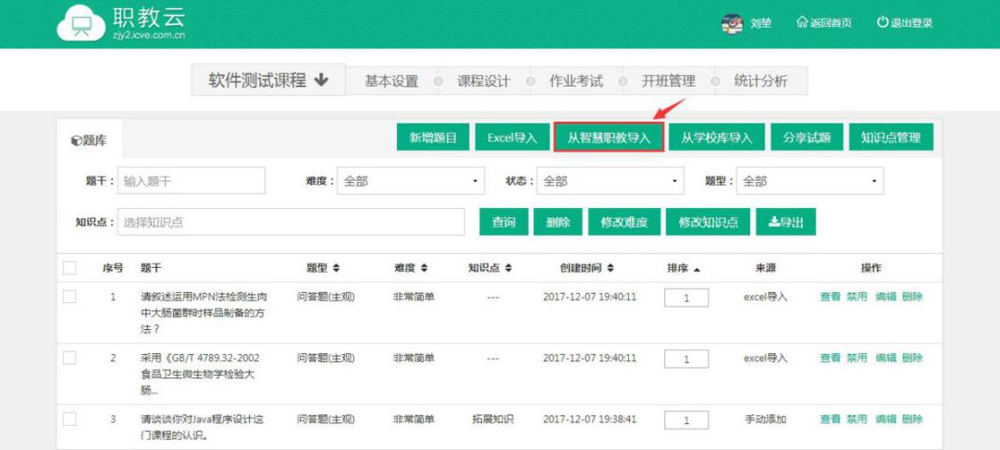 职教云
zjy2.icve.com.cn
刘堃 返回首页 退出登录
软件测试课程 基本设置 课程设计 作业考试 开班管理 统计分析
题库 新增题目 Excel导入 从智慧职教导入 从学校库导入 分享试题 知识点管理
题干： 输入题干 难度： 全部 状态： 全部 题型： 全部
知识点： 选择知识点 查询 删除 修改难度 修改知识点 导出
序号 题干 题型 难度 知识点 创建时间 排序 来源 操作
1 请叙述运用MPN法检测生肉 问答题(主观) 非常简单 --- 2017-12-07 19:40:11 1 excel导入 查看 禁用 编辑 删除
中大肠菌群时样品制备的方
法？
2 采用《GB/T 4789.32-2002 问答题(主观) 非常简单 --- 2017-12-07 19:40:11 1 excel导入 查看 禁用 编辑 删除
食品卫生微生物学检验大
肠...
3 请谈谈你对Java程序设计这 问答题(主观) 非常简单 拓展知识 2017-12-07 19:38:41 1 手动添加 查看 禁用 编辑 删除
门课程的认识。